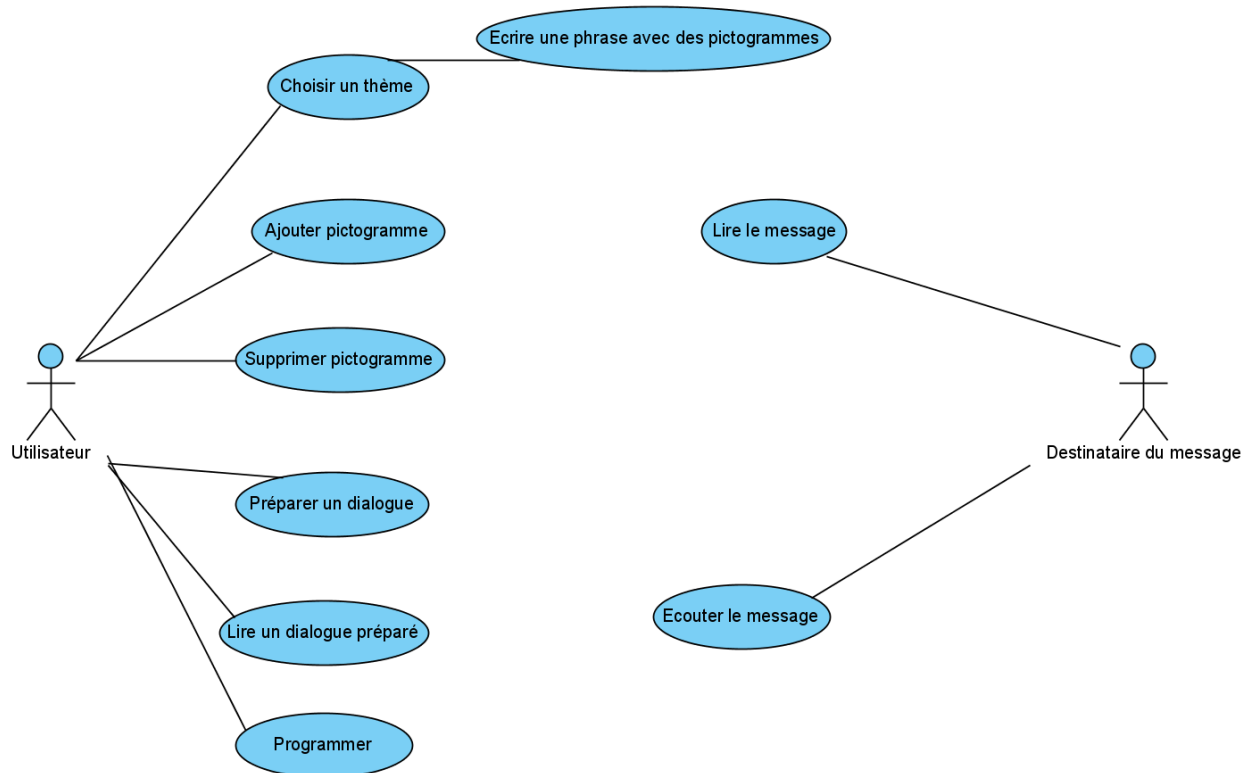 Ecrire une phrase avec des pictogrammes
Choisir un thème
Ajouter pictogramme
Lire le message
Supprimer pictogramme
Utilisateur
Destinataire du message
Préparer un dialogue
Ecouter le message
Lire un dialogue préparé
Programmer